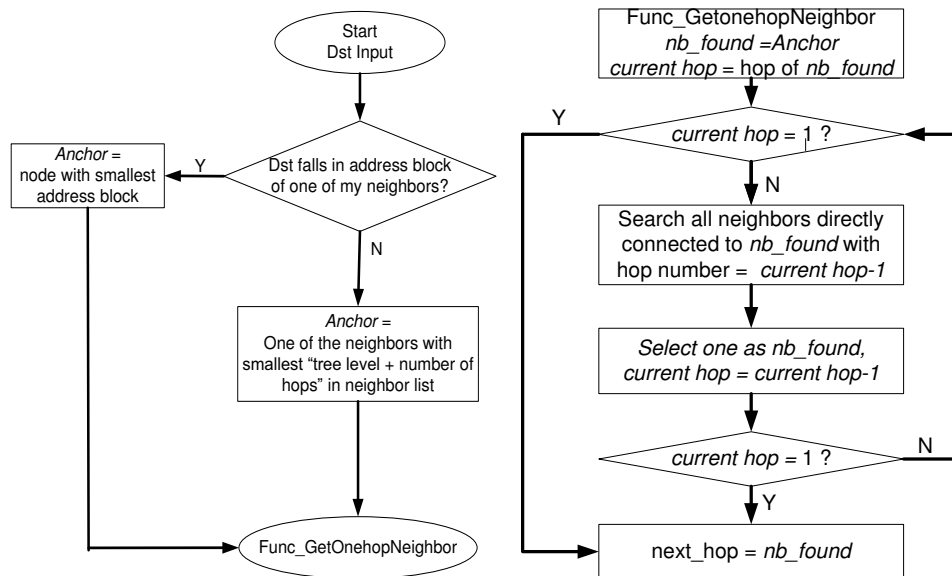 Start
Dst Input
Dst falls in address block
of one of my neighbors?
Y
Anchor =
node with smallest
address block
N
Anchor =
One of the neighbors with
smallest “tree level + number of
hops” in neighbor list
Func_GetOnehopNeighbor
Func_GetonehopNeighbor
nb_found =Anchor
current hop = hop of nb_found
Y
current hop = 1 ?
N
Search all neighbors directly
connected to nb_found with
hop number = current hop-1
Select one as nb_found,
current hop = current hop-1
current hop = 1 ?
N
Y
next_hop = nb_found